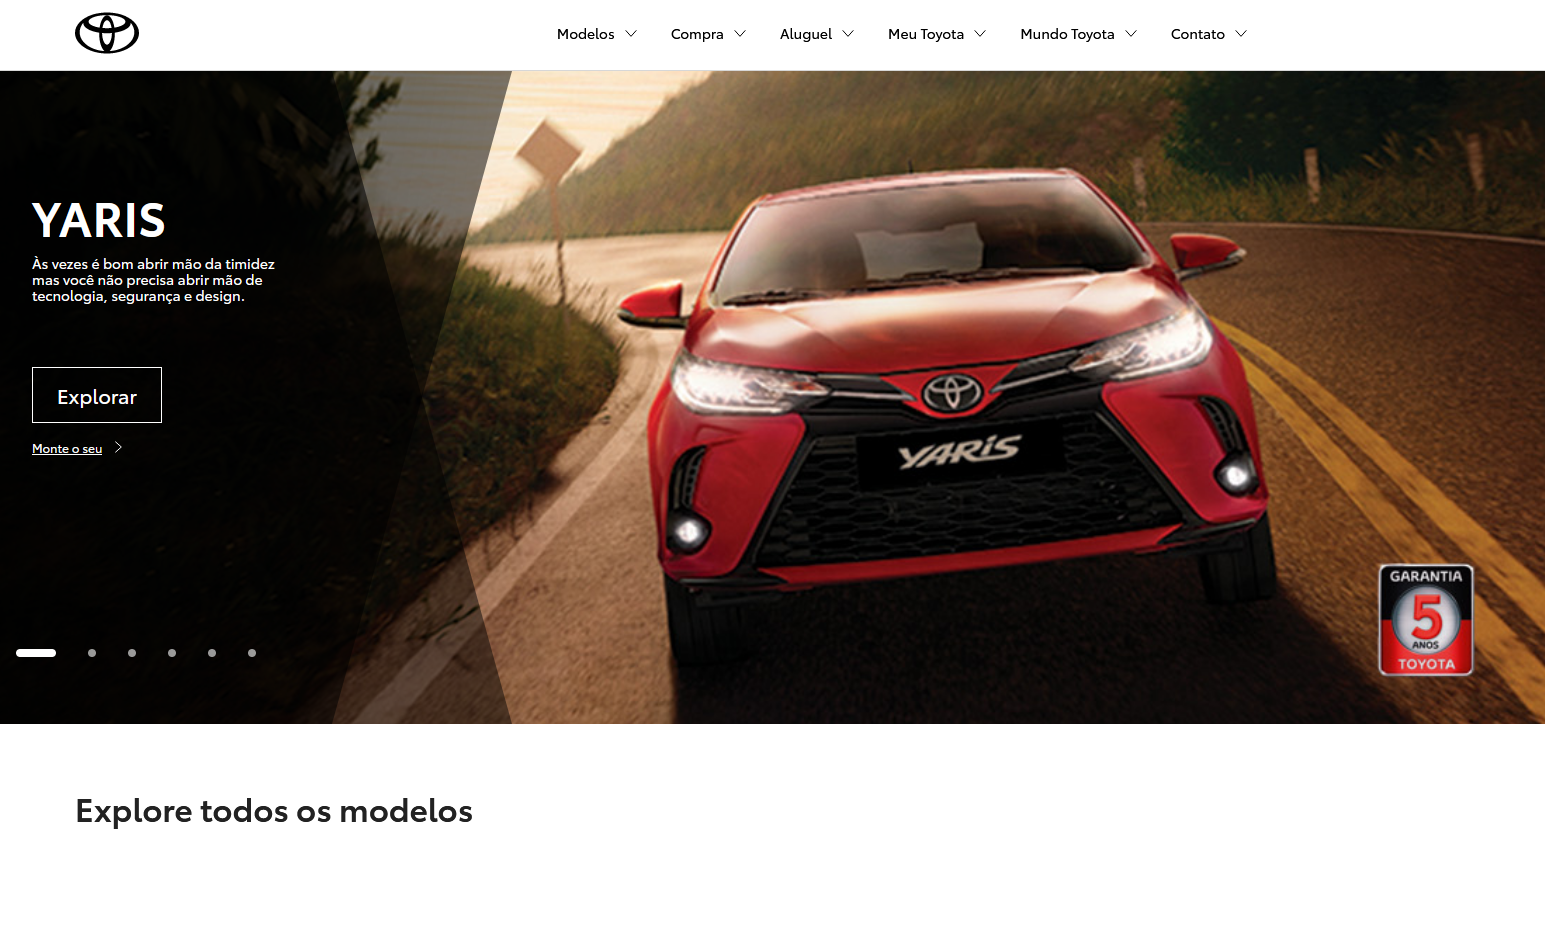 Modelos
Compra
Aluguel
Meu Toyota
Mundo Toyota
Contato
YARIS
Às vezes é bom abrir mão da timidez
mas você não precisa abrir mão de
tecnologia, segurança e design.
Explorar
Monte o seu
YARIS
GARANTIA
5
ANOS
TOYOTA
Explore todos os modelos